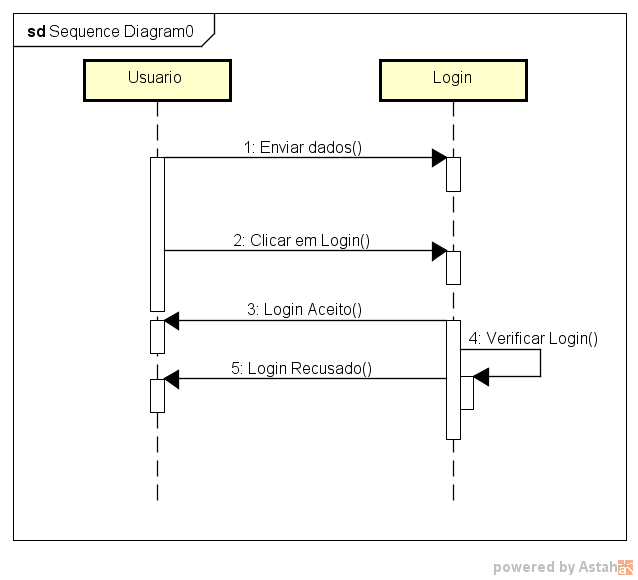 sd Sequence Diagram0
Usuario
Login
1: Enviar dados()
2: Clicar em Login()
3: Login Aceito()
4: Verificar Login()
5: Login Recusado()
powered by Astah